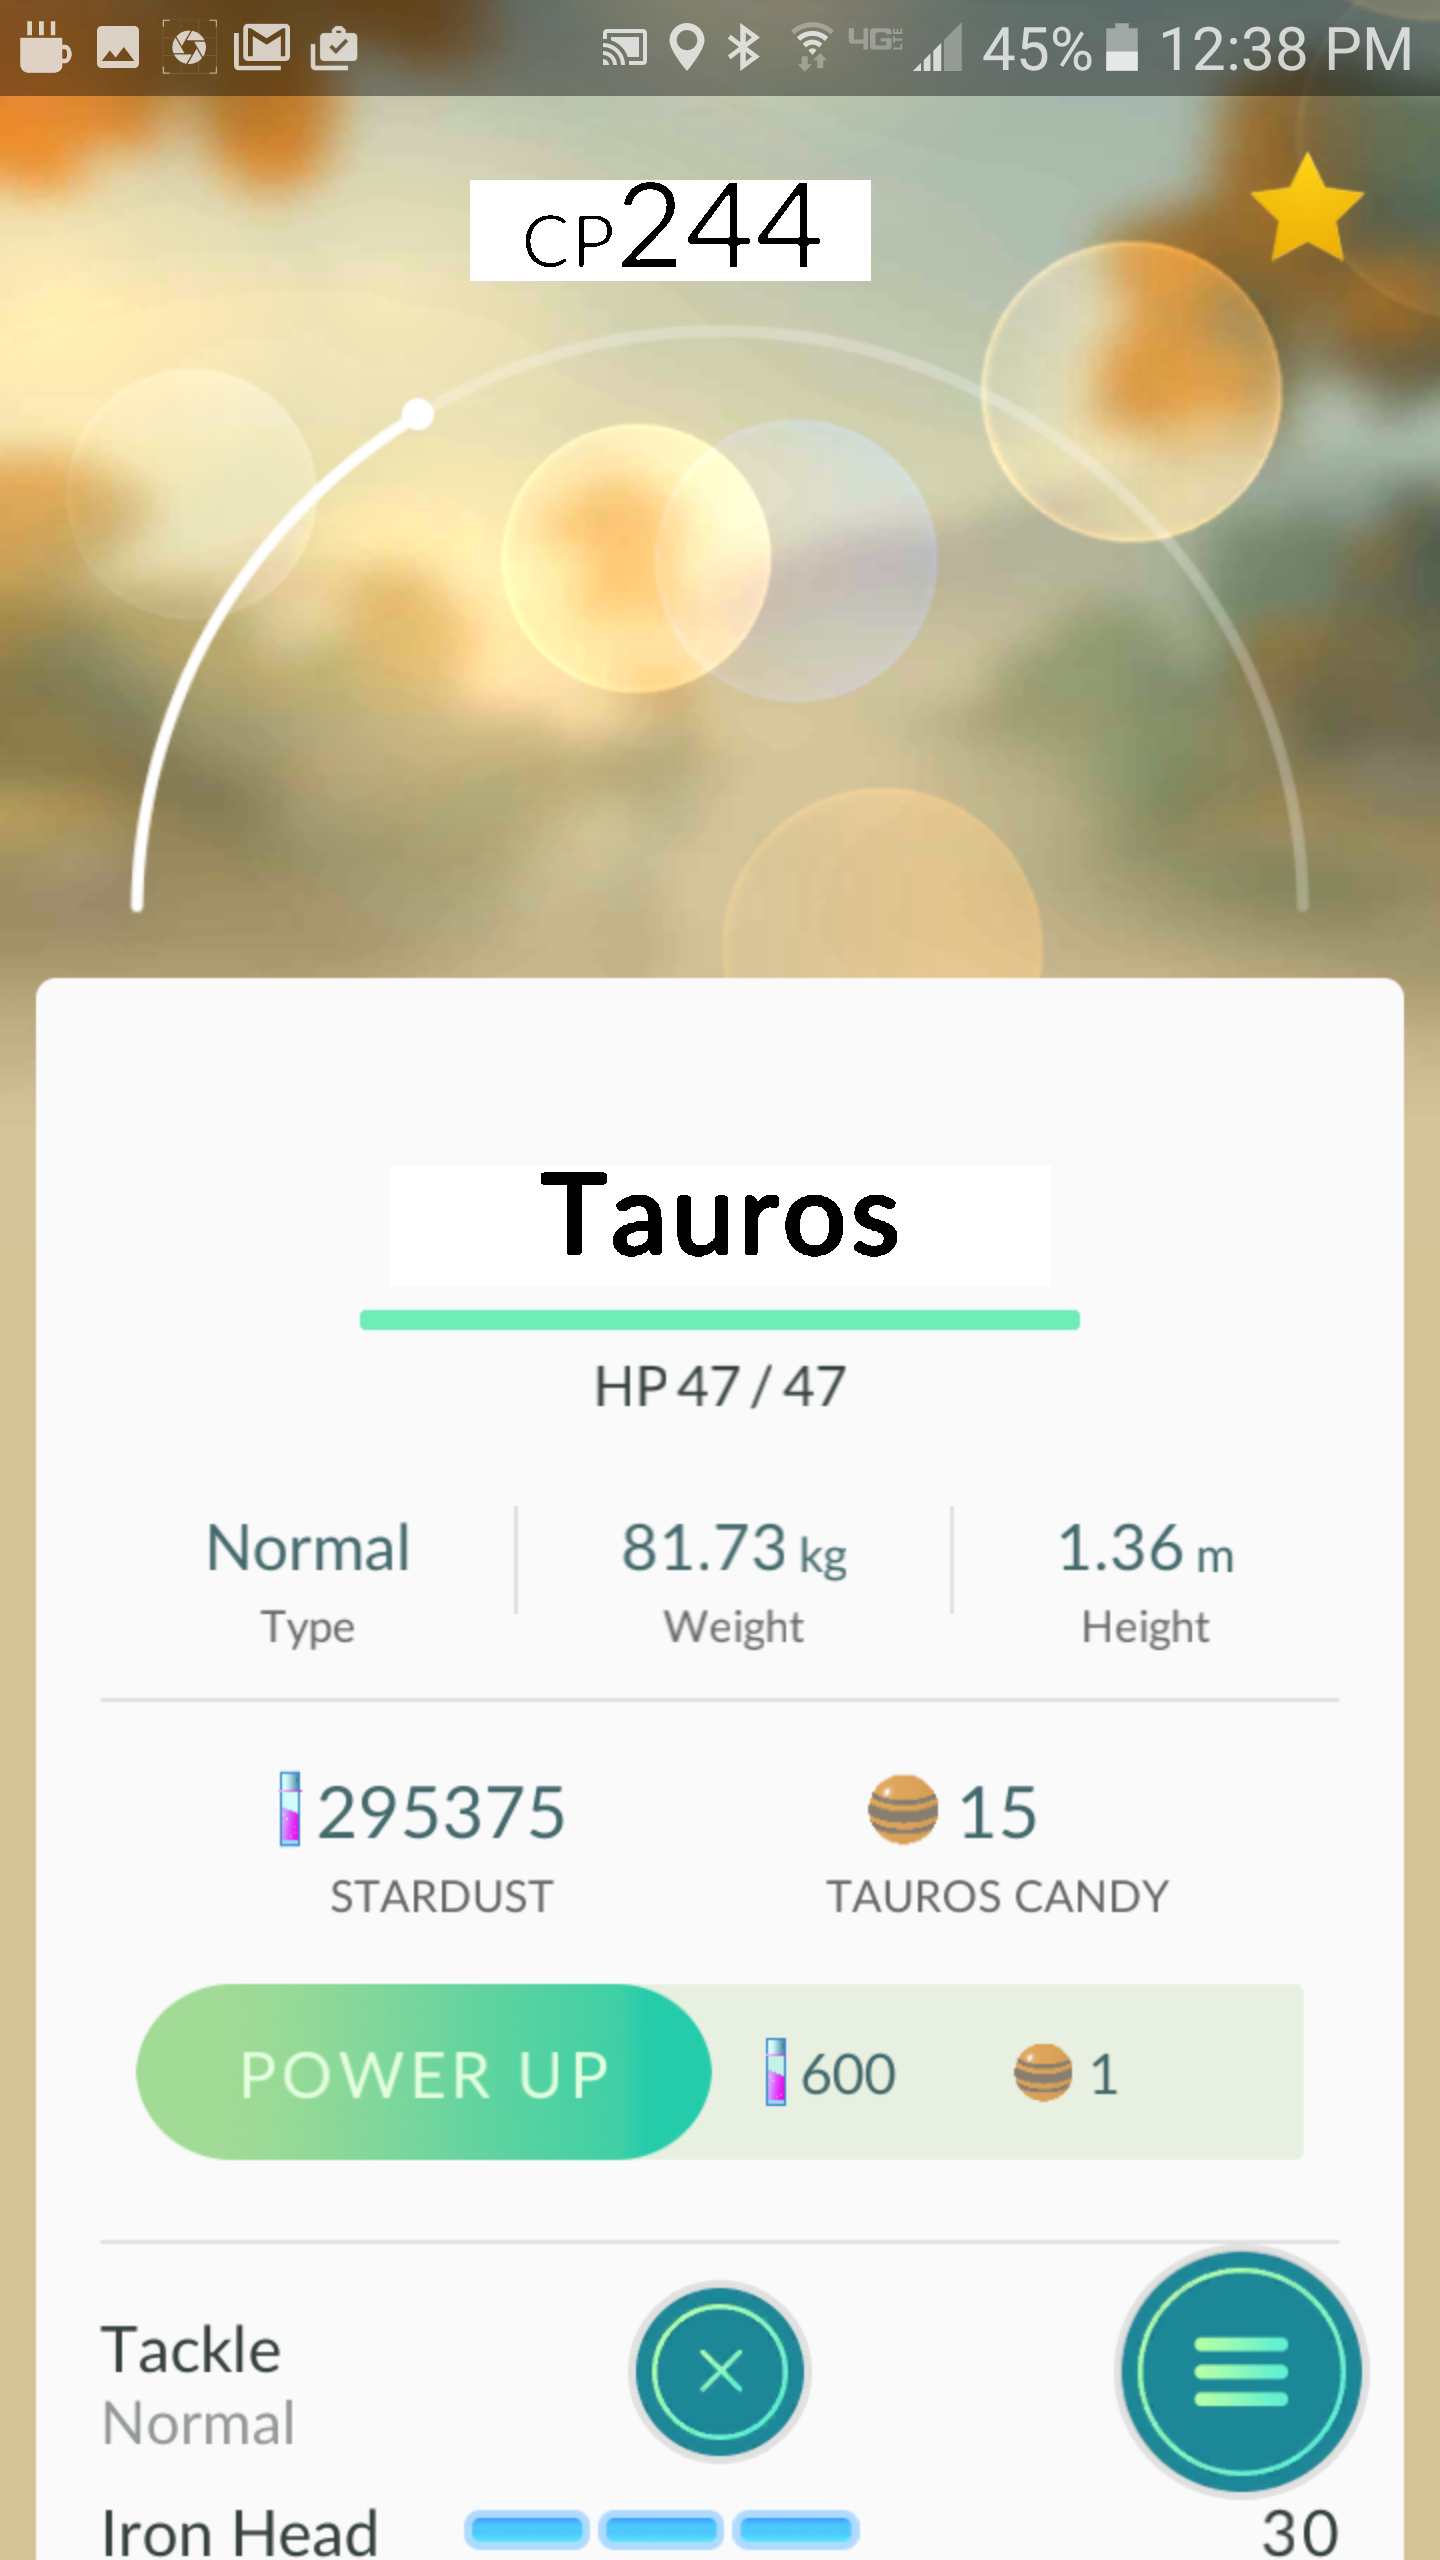 4G LTE 45% 12:38 PM
CP244
Tauros
HP 47 / 47
Normal 81.73 kg 1.36 m
Type Weight Height
295375 15
STARDUST TAUROS CANDY
POWER UP 600 1
Tackle
Normal
Iron Head 30